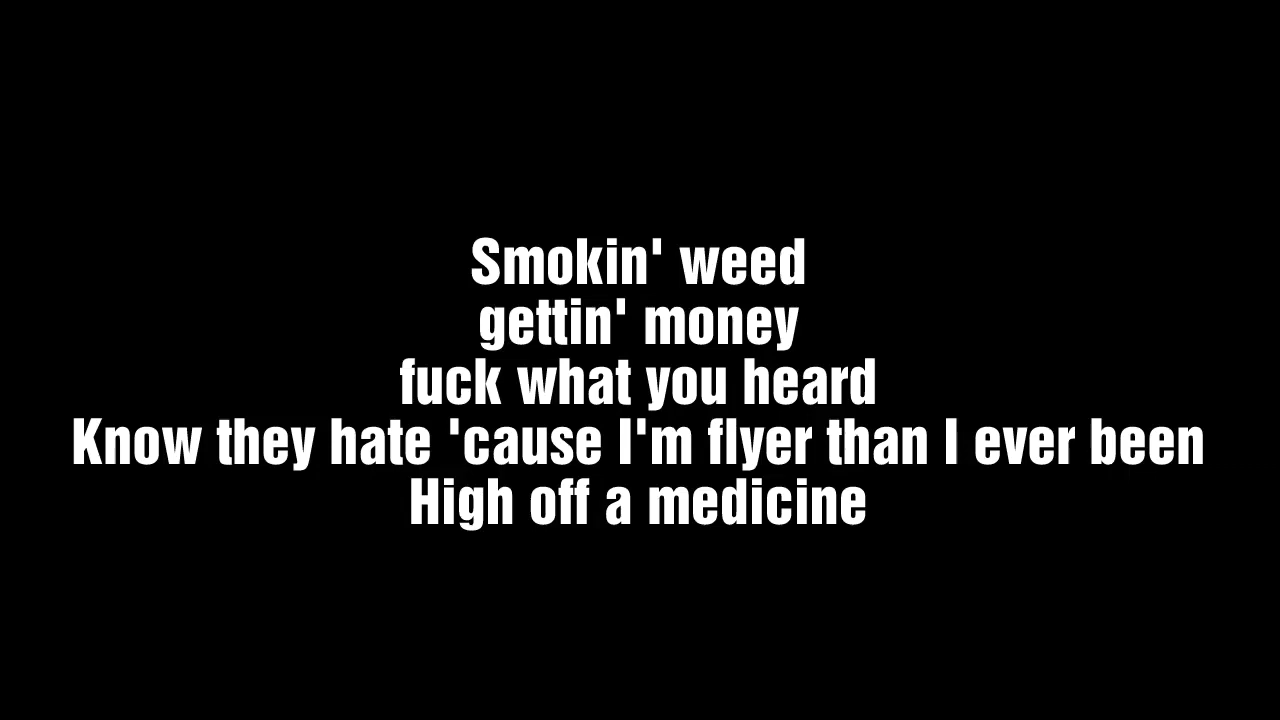 Smokin' weed
gettin' money
fuck what you heard
Know they hate 'cause I'm flyer than I ever been
High off a medicine